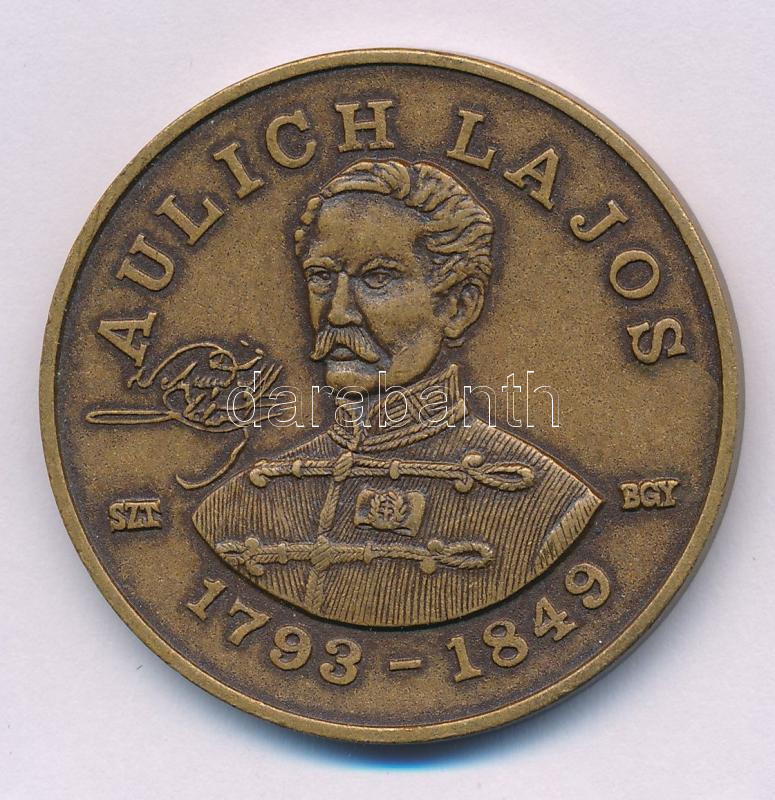 AULICH LAJOS
darabanth
SZT.
BGY
1793 - 1849